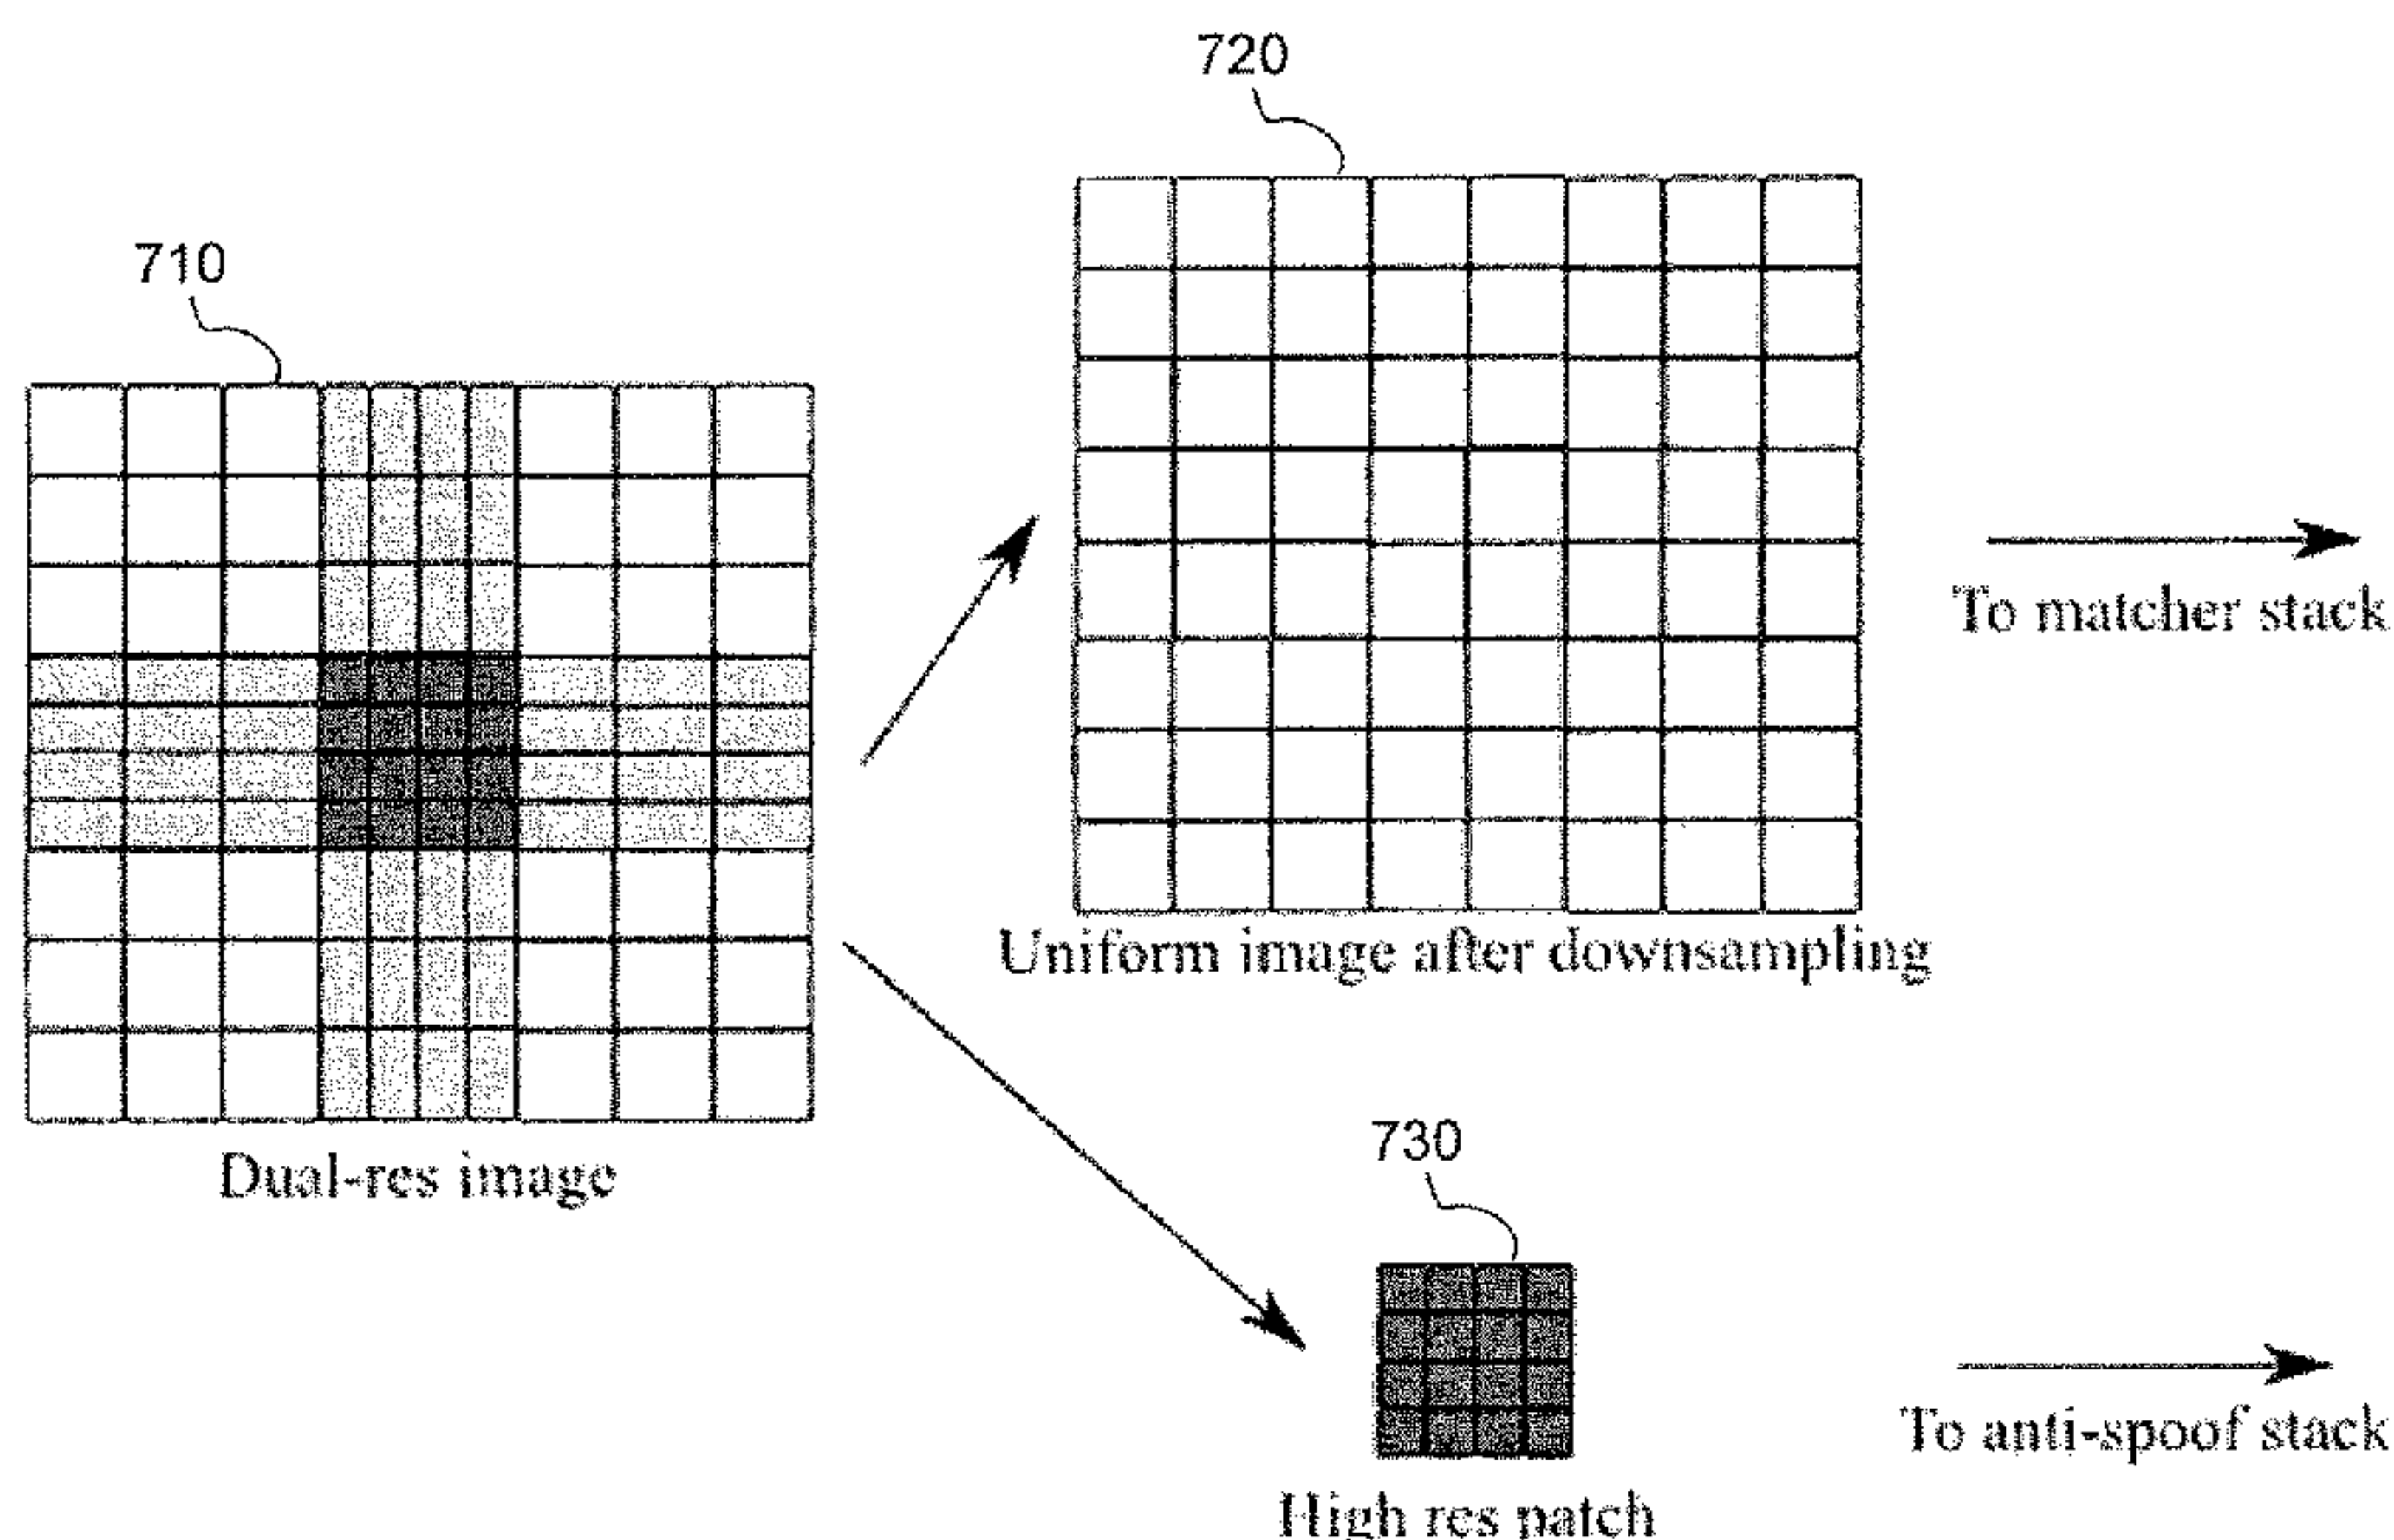 720
710
To matcher stack
Uniform image after downsampling
Dual-res image
730
To anti-spoof stack
High res patch